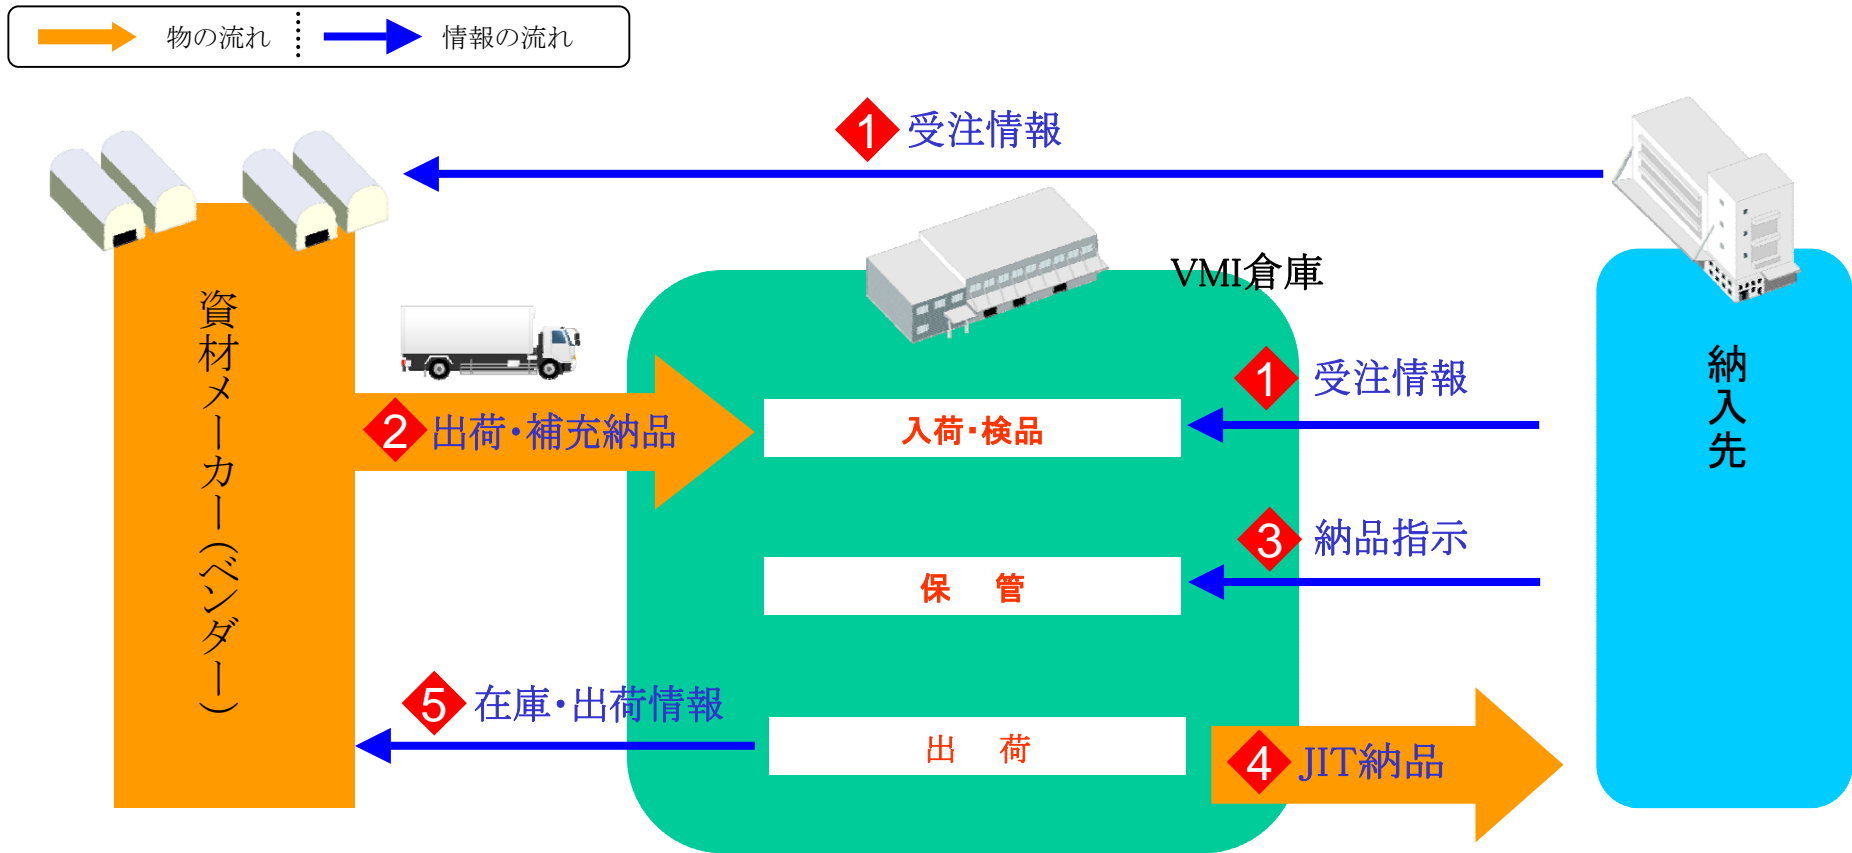 物の流れ
情報の流れ
1 受注情報
VMI倉庫
資材メーカー(ベンダー)
納入先
1 受注情報
2 出荷・補充納品
入荷・検品
3 納品指示
保 管
5 在庫・出荷情報
出 荷
4 JIT納品